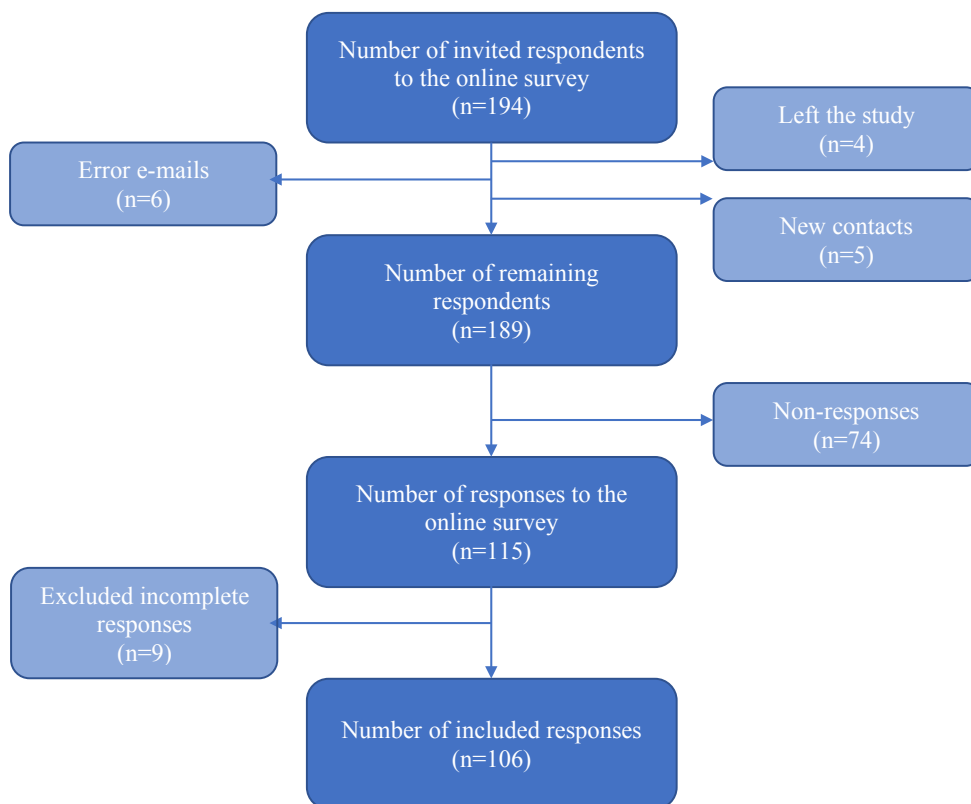 Number of invited respondents
to the online survey
(n=194)
Left the study
(n=4)
Error e-mails
(n=6)
New contacts
(n=5)
Number of remaining
respondents
(n=189)
Non-responses
(n=74)
Number of responses to the
online survey
(n=115)
Excluded incomplete
responses
(n=9)
Number of included responses
(n=106)